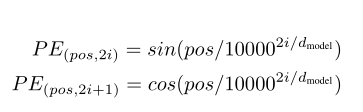 PE_{(pos,2i)} = sin(pos/10000^{2i/d_{model}})
PE_{(pos,2i+1)} = cos(pos/10000^{2i/d_{model}})